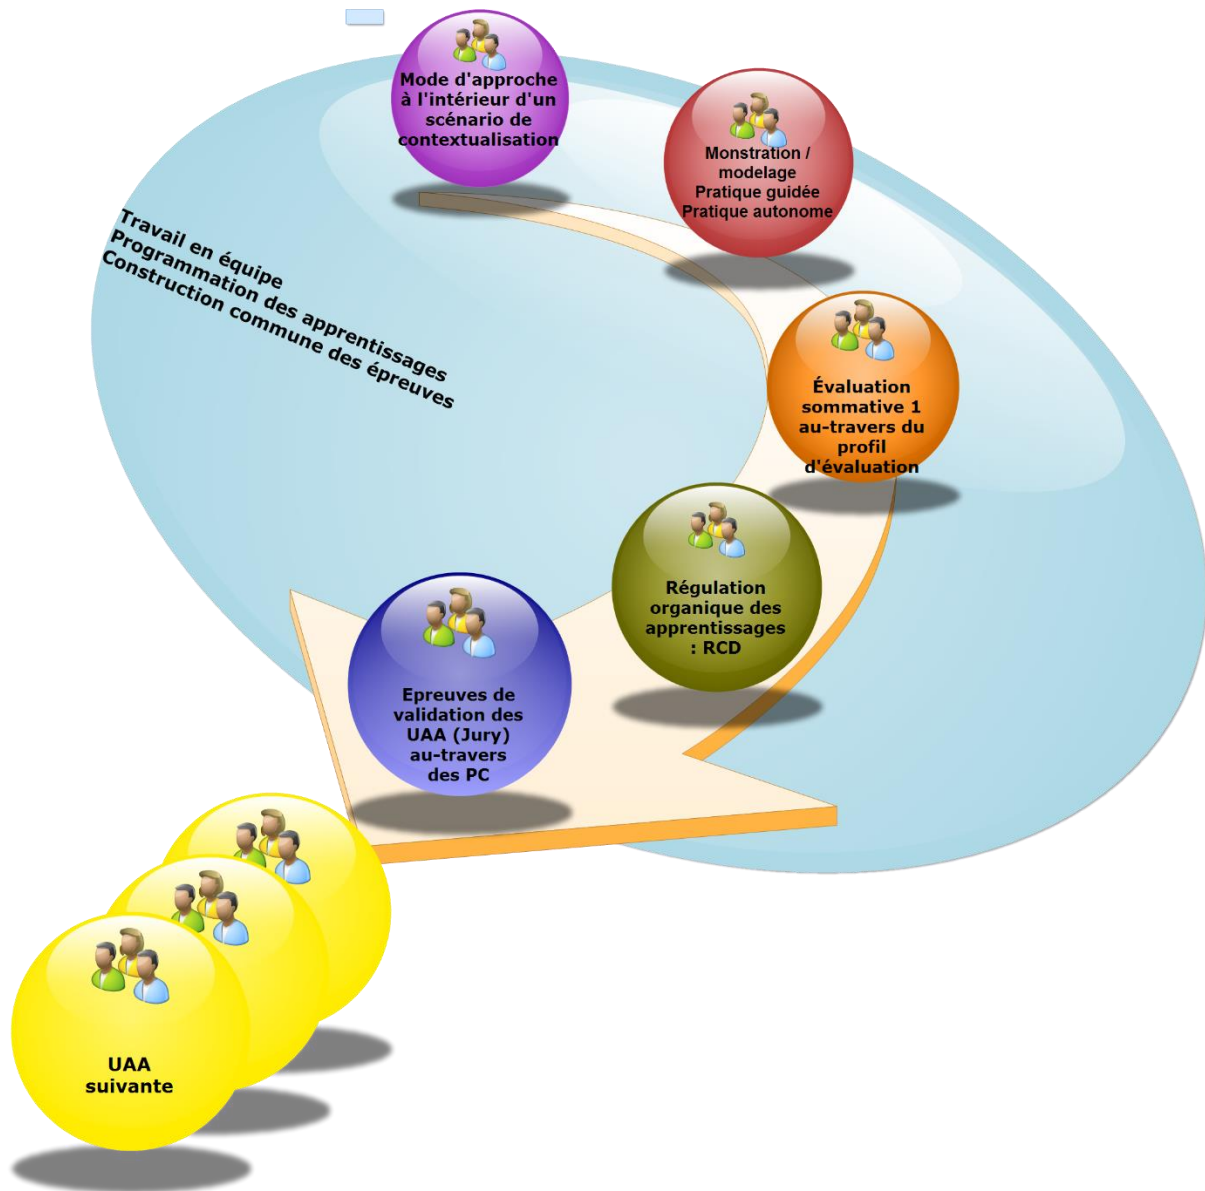 Mode d'approche
à l'intérieur d'un
scénario de
contextualisation
Monstration /
modelage
Pratique guidée
Pratique autonome
Travail en équipe
Programmation des apprentissages
Construction commune des épreuves
Évaluation
sommative 1
au-travers du
profil
d'évaluation
Régulation
organique des
apprentissages
: RCD
Epreuves de
validation des
UAA (Jury)
au-travers
des PC
UAA
suivante